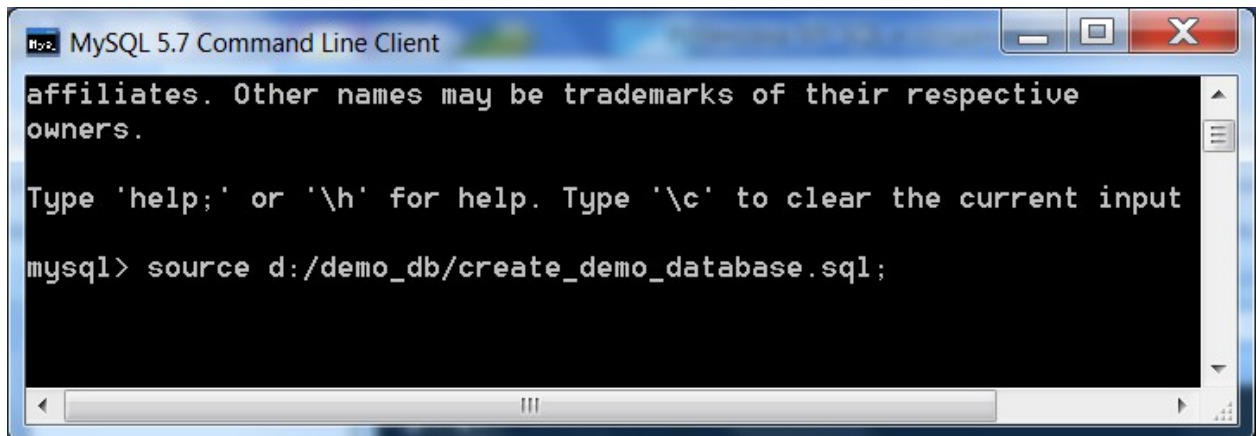 MySQL 5.7 Command Line Client
affiliates. Other names may be trademarks of their respective
owners.
Type 'help;' or '\h' for help. Type '\c' to clear the current input
mysql> source d:/demo_db/create_demo_database.sql;